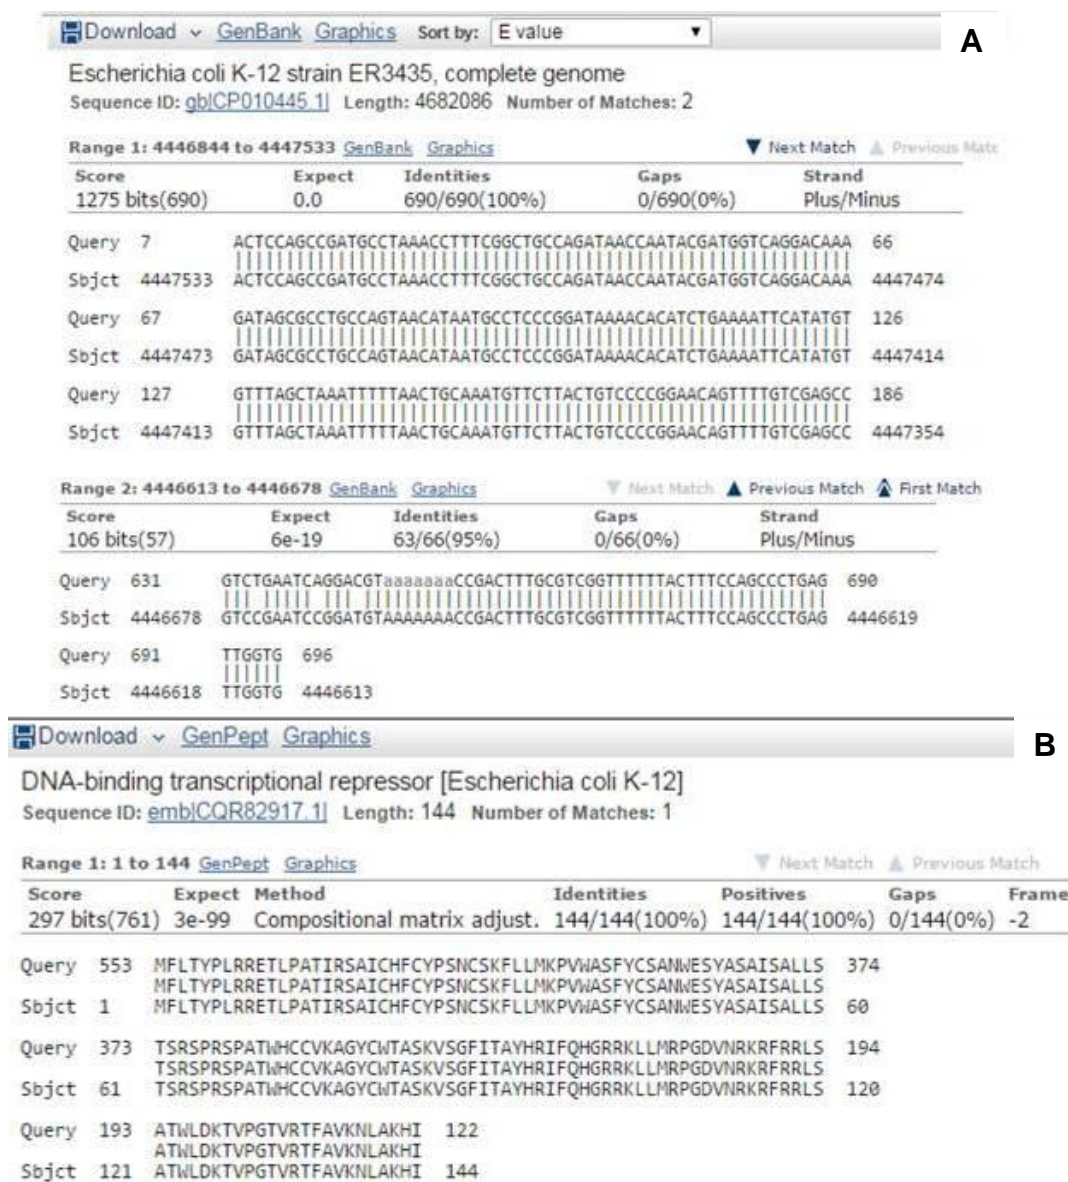 Download GenBank Graphics Sort by: E value
A
Escherichia coli K-12 strain ER3435, complete genome
Sequence ID: gb|CP010445.1| Length: 4682086 Number of Matches: 2
Range 1: 4446844 to 4447533 GenBank Graphics Next Match Previous Matc
Score Expect Identities Gaps Strand
1275 bits(690) 0.0 690/690(100%) 0/690(0%) Plus/Minus
Query 7 ACTCCAGCCGATGCCTAAACCTTTCGGCTGCCAGATAACCAATACGATGGTCAGGACAAA 66
Sbjct 4447533 ACTCCAGCCGATGCCTAAACCTTTCGGCTGCCAGATAACCAATACGATGGTCAGGACAAA 4447474
Query 67 GATAGCGCCTGCCAGTAACATAATGCCTCCCGGATAAAACACATCTGAAAATTCATATGT 126
Sbjct 4447473 GATAGCGCCTGCCAGTAACATAATGCCTCCCGGATAAAACACATCTGAAAATTCATATGT 4447414
Query 127 GTTTAGCTAAATTTTTAACTGCAAATGTTCTTACTGTCCCCGGAACAGTTTTGTCGAGCC 186
Sbjct 4447413 GTTTAGCTAAATTTTTAACTGCAAATGTTCTTACTGTCCCCGGAACAGTTTTGTCGAGCC 4447354
Range 2: 4446613 to 4446678 GenBank Graphics Next Match Previous Match First Match
Score Expect Identities Gaps Strand
106 bits(57) 6e-19 63/66(95%) 0/66(0%) Plus/Minus
Query 631 GTCTGAATCAGGACGTaaaaaaaCCGACTTTGCGTCGGTTTTTTTACTTTCCAGCCCTGAG 690
Sbjct 4446678 GTCCGAATCCGGATGTAAAAAAACCGACTTTGCGTCGGTTTTTTTACTTTCCAGCCCTGAG 4446619
Query 691 TTGGTG 696
Sbjct 4446618 TTGGTG 4446613
Download GenPept Graphics
B
DNA-binding transcriptional repressor [Escherichia coli K-12]
Sequence ID: emb|CQR82917.1| Length: 144 Number of Matches: 1
Range 1: 1 to 144 GenPept Graphics Next Match Previous Match
Score Expect Method Identities Positives Gaps Frame
297 bits(761) 3e-99 Compositional matrix adjust. 144/144(100%) 144/144(100%) 0/144(0%) -2
Query 553 MFLTYPLRRETLPATIRSAICHFCYPSNCSKFLLMKPVWASFYCSANWESYASAISALLS 374
MFLTYPLRRETLPATIRSAICHFCYPSNCSKFLLMKPVWASFYCSANWESYASAISALLS
Sbjct 1 MFLTYPLRRETLPATIRSAICHFCYPSNCSKFLLMKPVWASFYCSANWESYASAISALLS 60
Query 373 TSRSPRSPATWHCCVKAGYCWTASKVSGFITAYHRIFQHGRRKLLMRPGDVNRKRFRRLS 194
TSRSPRSPATWHCCVKAGYCWTASKVSGFITAYHRIFQHGRRKLLMRPGDVNRKRFRRLS
Sbjct 61 TSRSPRSPATWHCCVKAGYCWTASKVSGFITAYHRIFQHGRRKLLMRPGDVNRKRFRRLS 120
Query 193 ATWLDKTVPGTVRTFAVKNLAKHI 122
ATWLDKTVPGTVRTFAVKNLAKHI
Sbjct 121 ATWLDKTVPGTVRTFAVKNLAKHI 144